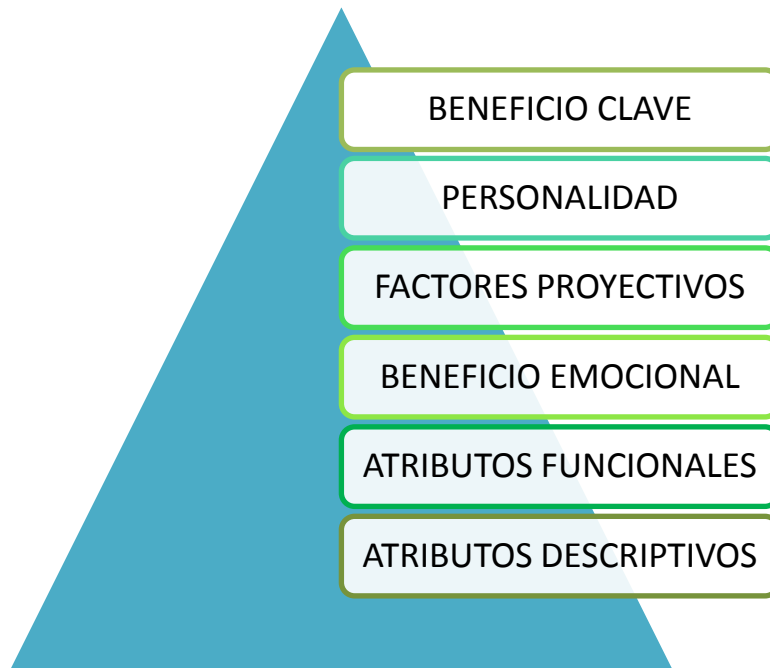 BENEFICIO CLAVE
PERSONALIDAD
FACTORES PROYECTIVOS
BENEFICIO EMOCIONAL
ATRIBUTOS FUNCIONALES
ATRIBUTOS DESCRIPTIVOS